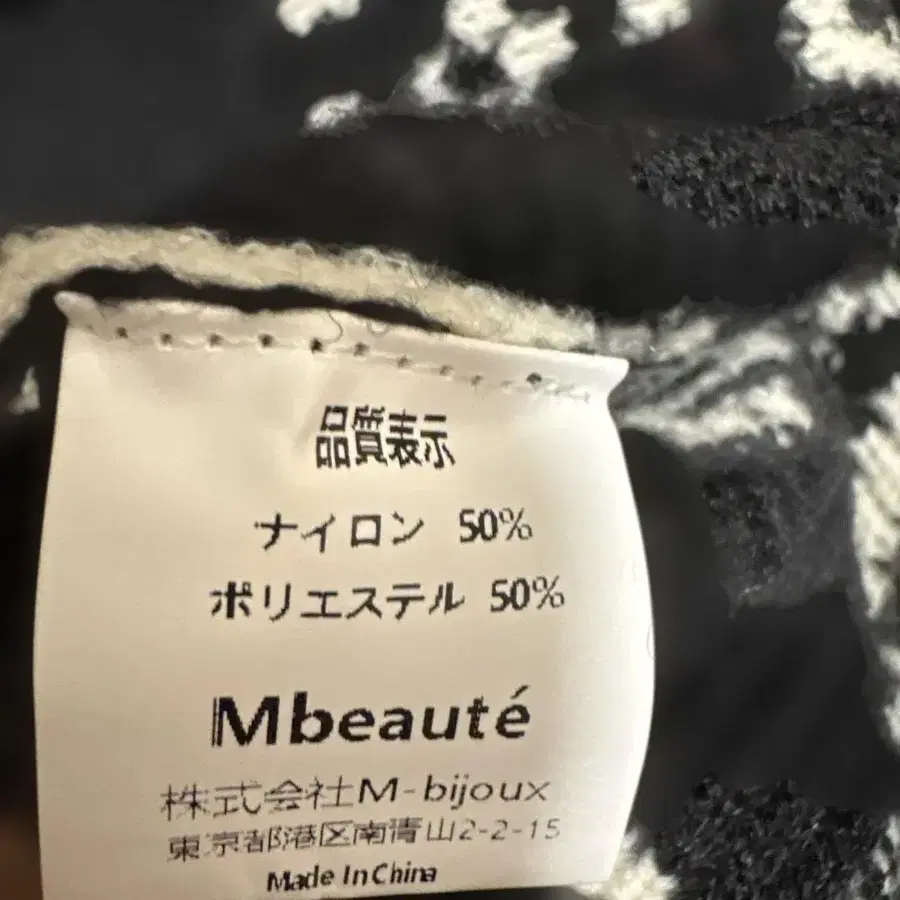 品質表示
ナイロン 50%
ポリエステル 50%
Mbeauté
株式会社M-bijoux
東京都港区南青山2-2-15
Made In China